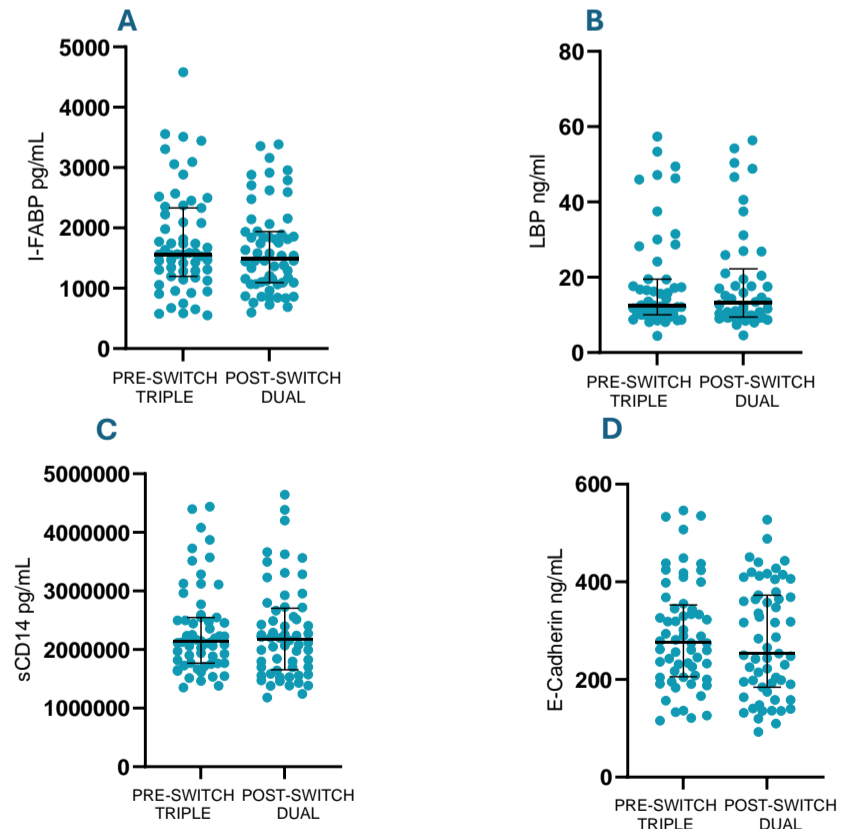 A
I-FABP pg/mL
5000
4000
3000
2000
1000
0
PRE-SWITCH POST-SWITCH
TRIPLE DUAL
B
LBP ng/ml
80
60
40
20
0
PRE-SWITCH POST-SWITCH
TRIPLE DUAL
C
sCD14 pg/mL
5000000
4000000
3000000
2000000
1000000
0
PRE-SWITCH POST-SWITCH
TRIPLE DUAL
D
E-Cadherin ng/mL
600
400
200
0
PRE-SWITCH POST-SWITCH
TRIPLE DUAL